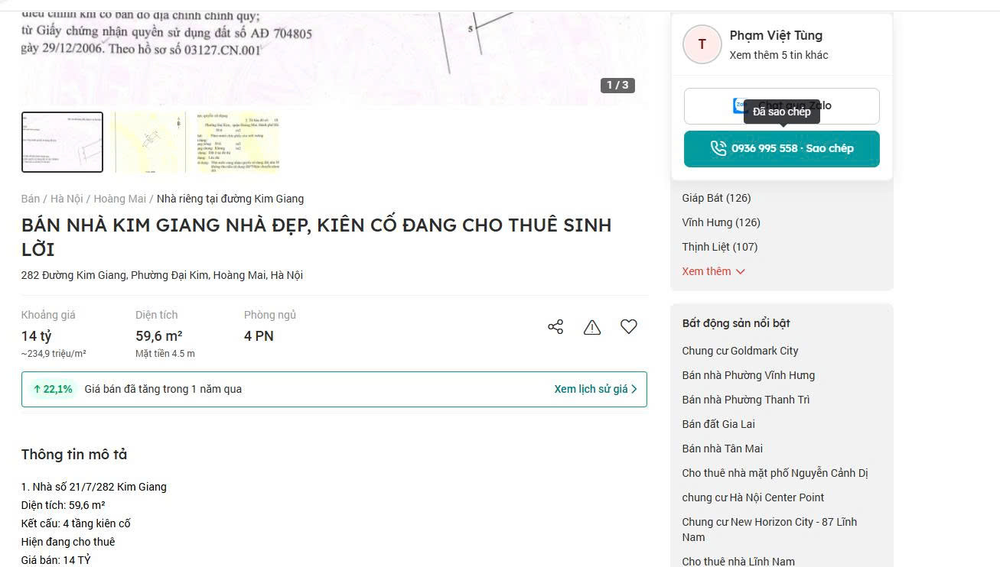 điều chỉnh khi có bản đồ địa chính chính quy;
từ Giấy chứng nhận quyền sử dụng đất số AĐ 704805
gày 29/12/2006. Theo hồ sơ số 03127.CN.001
5
1 / 3
Bán / Hà Nội / Hoàng Mai / Nhà riêng tại đường Kim Giang
BÁN NHÀ KIM GIANG NHÀ ĐẸP, KIÊN CỐ ĐANG CHO THUÊ SINH
LỜI
282 Đường Kim Giang, Phường Đại Kim, Hoàng Mai, Hà Nội
Khoảng giá
14 tỷ
~234,9 triệu/m²
Diện tích
59,6 m²
Mặt tiền 4.5 m
Phòng ngủ
4 PN
22,1% Giá bán đã tăng trong 1 năm qua
Xem lịch sử giá
Thông tin mô tả
1. Nhà số 21/7/282 Kim Giang
Diện tích: 59,6 m²
Kết cấu: 4 tầng kiên cố
Hiện đang cho thuê
Giá bán: 14 TỶ
T
Phạm Việt Tùng
Xem thêm 5 tin khác
Chat qua Zalo
Đã sao chép
0936 995 558 · Sao chép
Giáp Bát (126)
Vĩnh Hưng (126)
Thịnh Liệt (107)
Xem thêm
Bất động sản nổi bật
Chung cư Goldmark City
Bán nhà Phường Vĩnh Hưng
Bán nhà Phường Thanh Trì
Bán đất Gia Lai
Bán nhà Tân Mai
Cho thuê nhà mặt phố Nguyễn Cảnh Dị
chung cư Hà Nội Center Point
Chung cư New Horizon City - 87 Lĩnh
Nam
Cho thuê nhà Lĩnh Nam